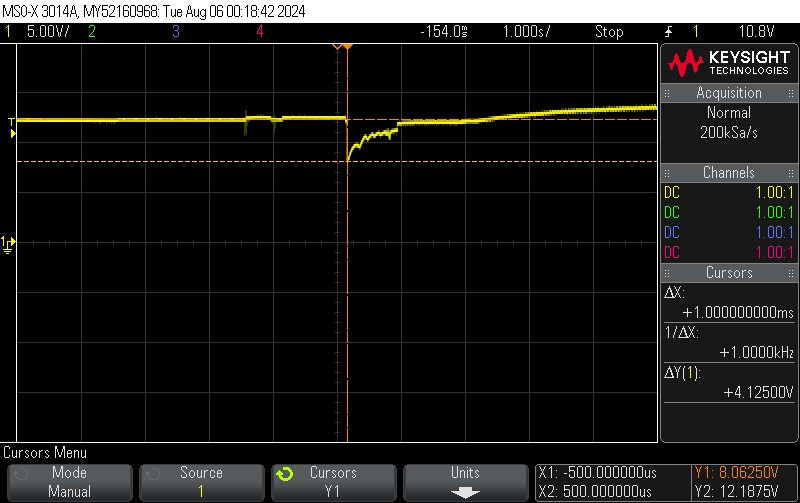 MSO-X 3014A, MY52160968: Tue Aug 06 00:18:42 2024
1 5.00V/ 2 3 4 -154.0ms 1.000s/ Stop 1 10.8V
KEYSIGHT
TECHNOLOGIES
Acquisition
Normal
200kSa/s
Channels
DC 1.00:1
DC 1.00:1
DC 1.00:1
DC 1.00:1
Cursors
ΔX:
+1.000000000ms
1/ΔX:
+1.0000kHz
ΔY(1):
+4.12500V
T
1
Cursors Menu
Mode
Manual
Source
1
Cursors
Y1
Units
X1: -500.000000us
X2: 500.000000us
Y1: 8.06250V
Y2: 12.1875V